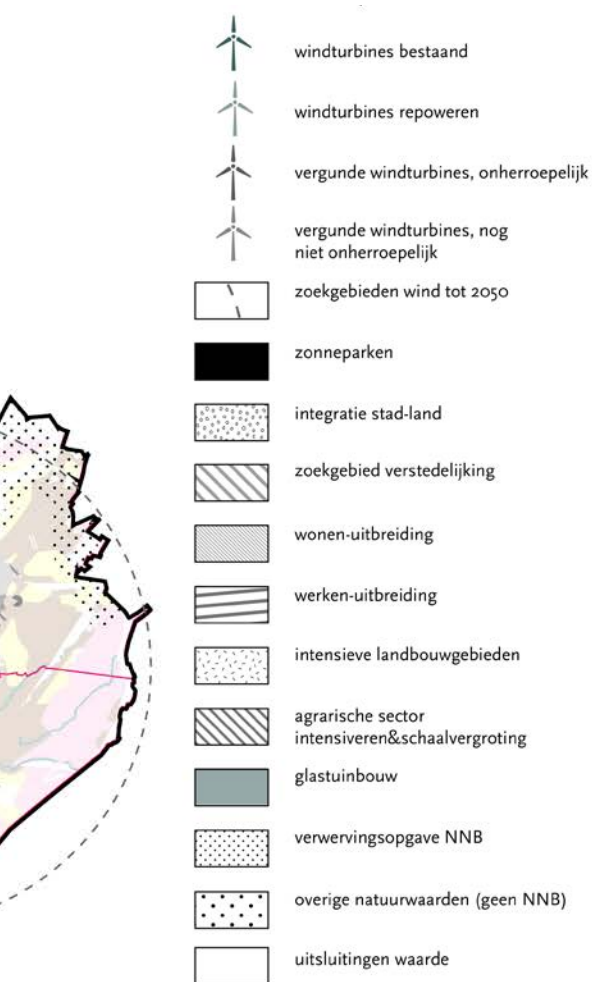 windturbines bestaand
windturbines repoweren
vergunde windturbines, onherroepelijk
vergunde windturbines, nog
niet onherroepelijk
zoekgebieden wind tot 2050
zonneparken
integratie stad-land
zoekgebied verstedelijking
wonen-uitbreiding
werken-uitbreiding
intensieve landbouwgebieden
agrarische sector
intensiveren&schaalvergroting
glastuinbouw
verwervingsopgave NNB
overige natuurwaarden (geen NNB)
uitsluitingen waarde